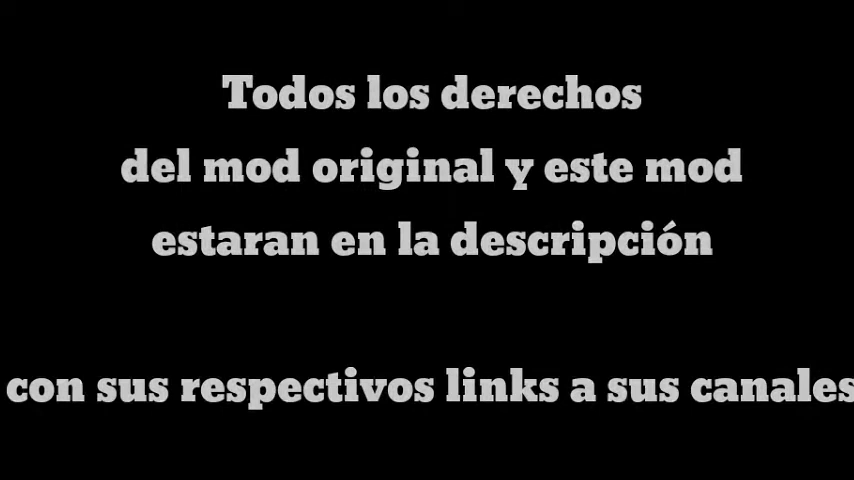 Todos los derechos
del mod original y este mod
estaran en la descripción
con sus respectivos links a sus canales